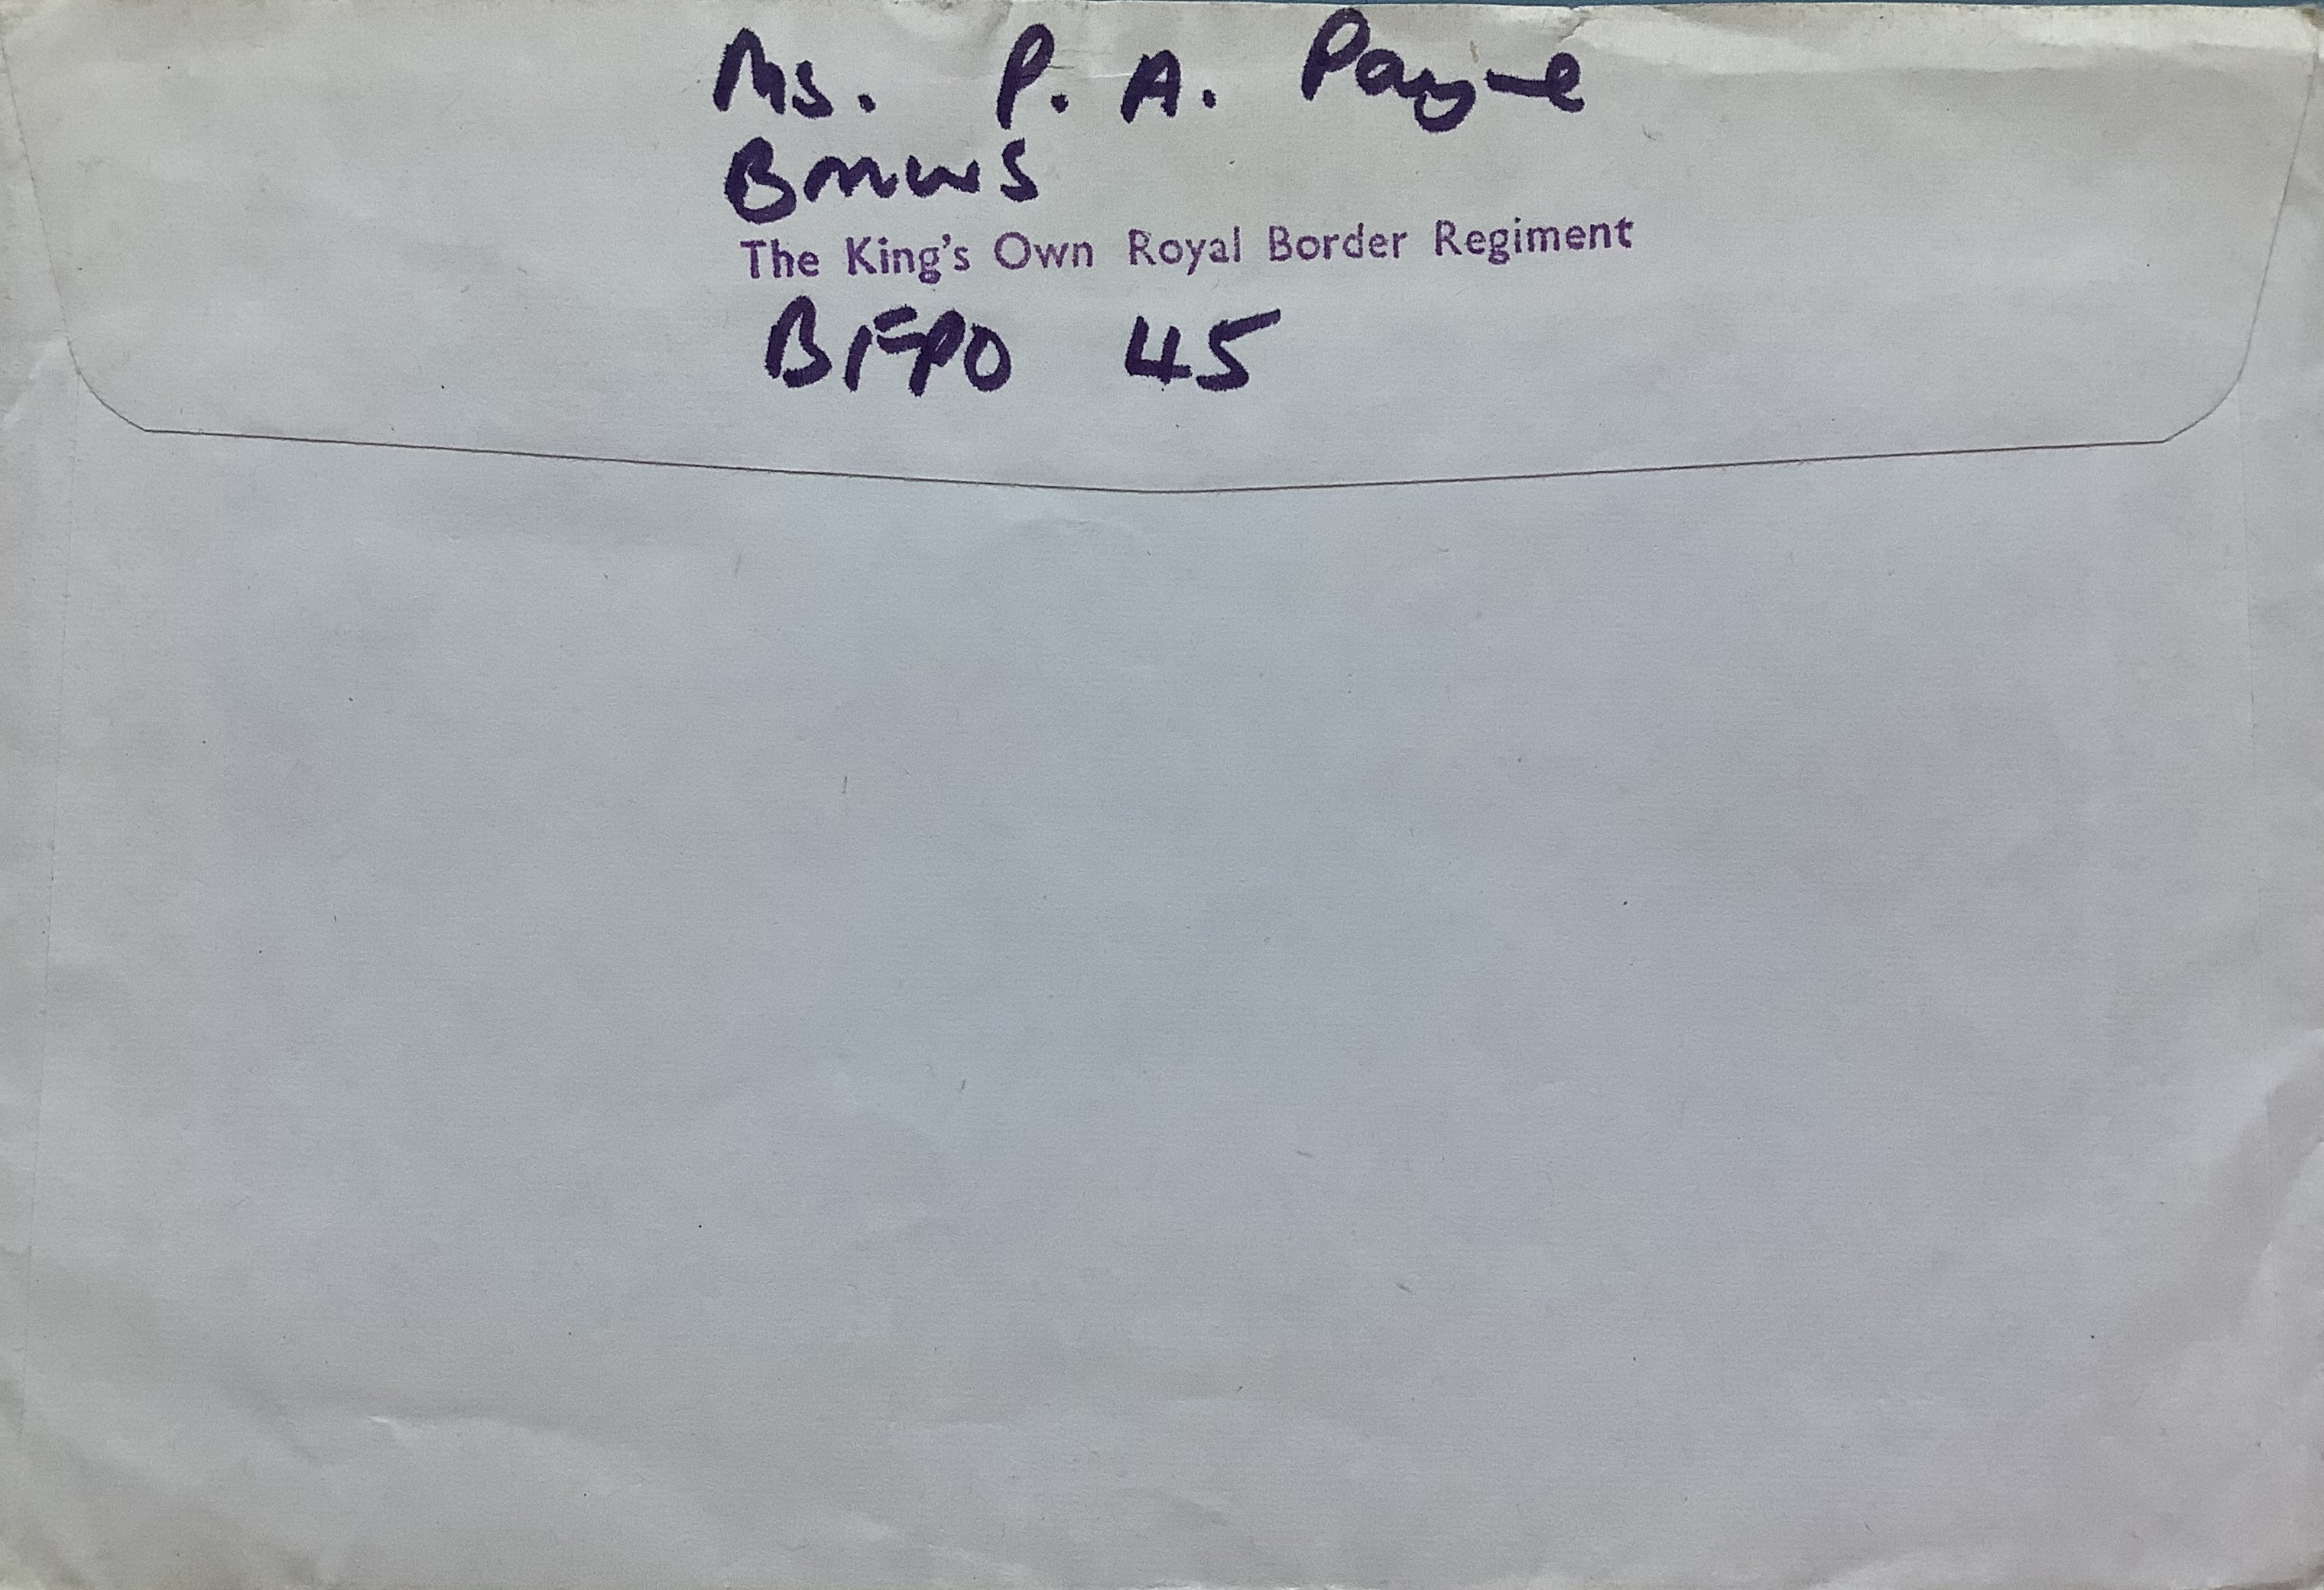 Ms. P. A. Payne
BMWS
The King's Own Royal Border Regiment
BFPO 45